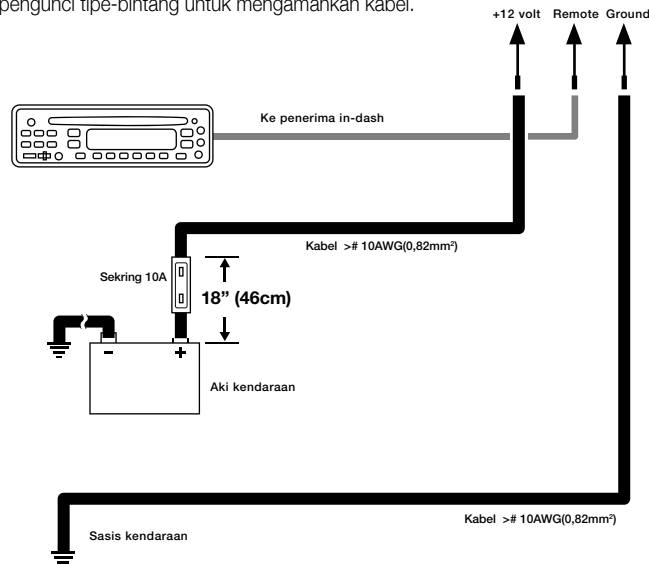 pengunci tipe-bintang untuk mengamankan kabel.
+12 volt Remote Ground
Ke penerima in-dash
Kabel ># 10AWG(0,82mm²)
Sekring 10A
18” (46cm)
- +
Aki kendaraan
Kabel ># 10AWG(0,82mm²)
Sasis kendaraan